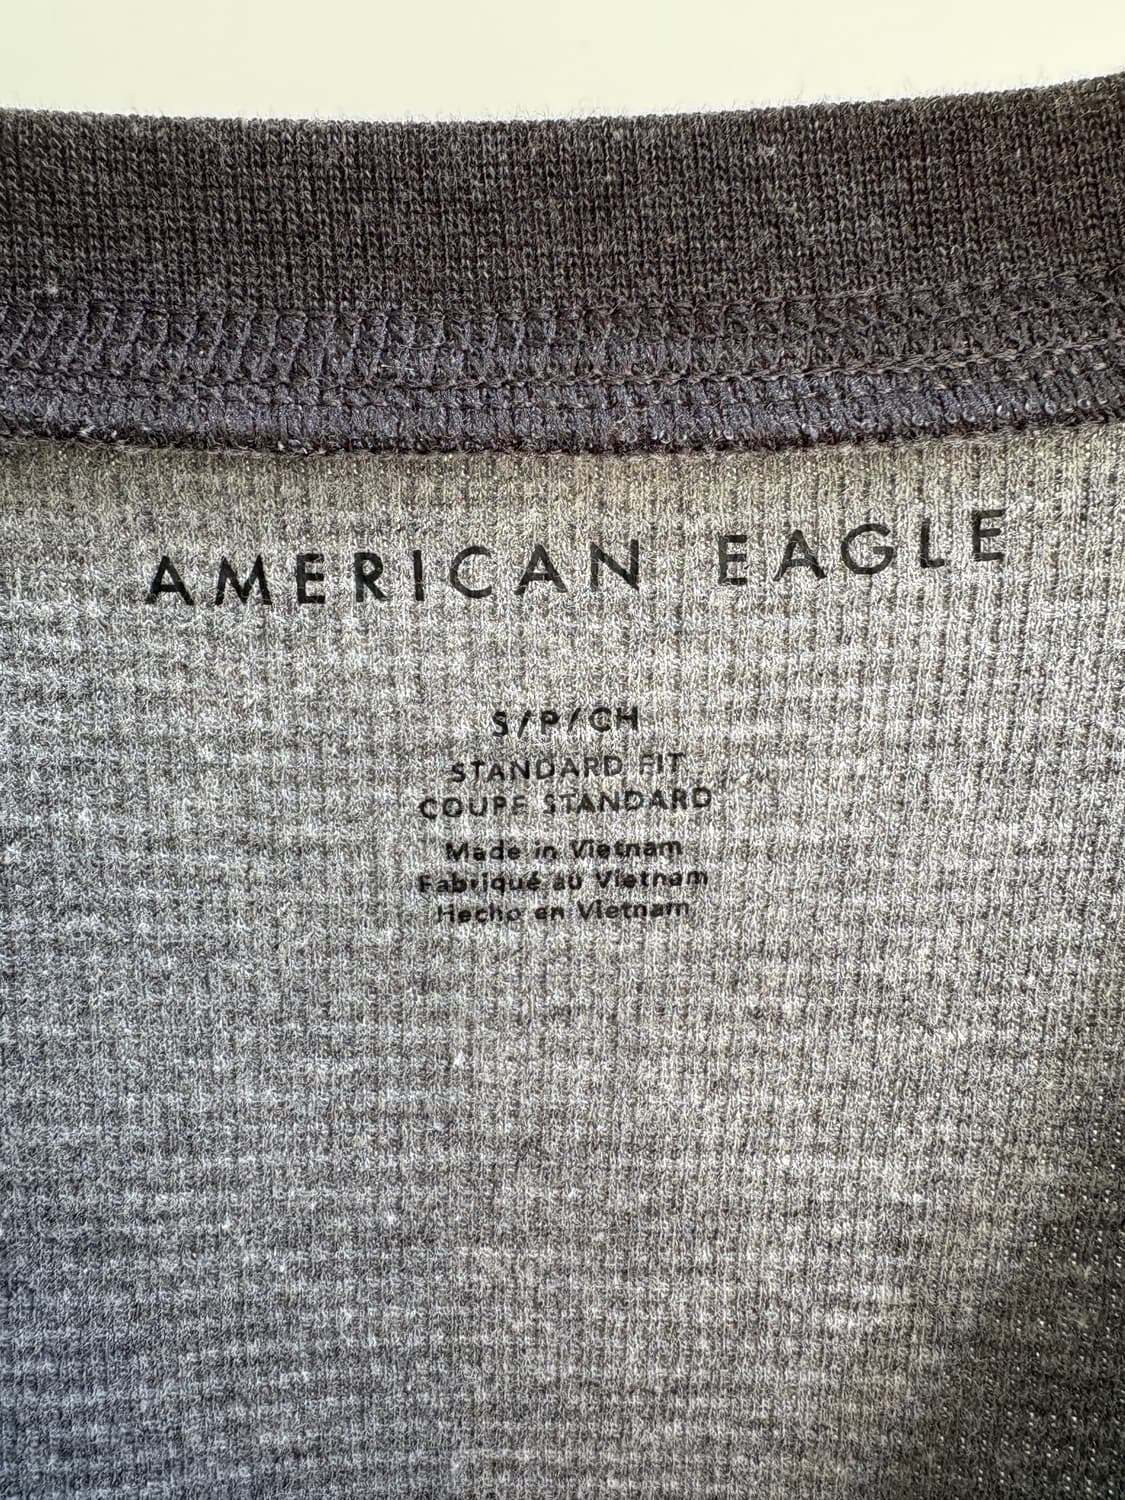 AMERICAN EAGLE
S/P/CH
STANDARD FIT
COUPE STANDARD
Made in Vietnam
Fabriqué au Vietnam
Hecho en Vietnam